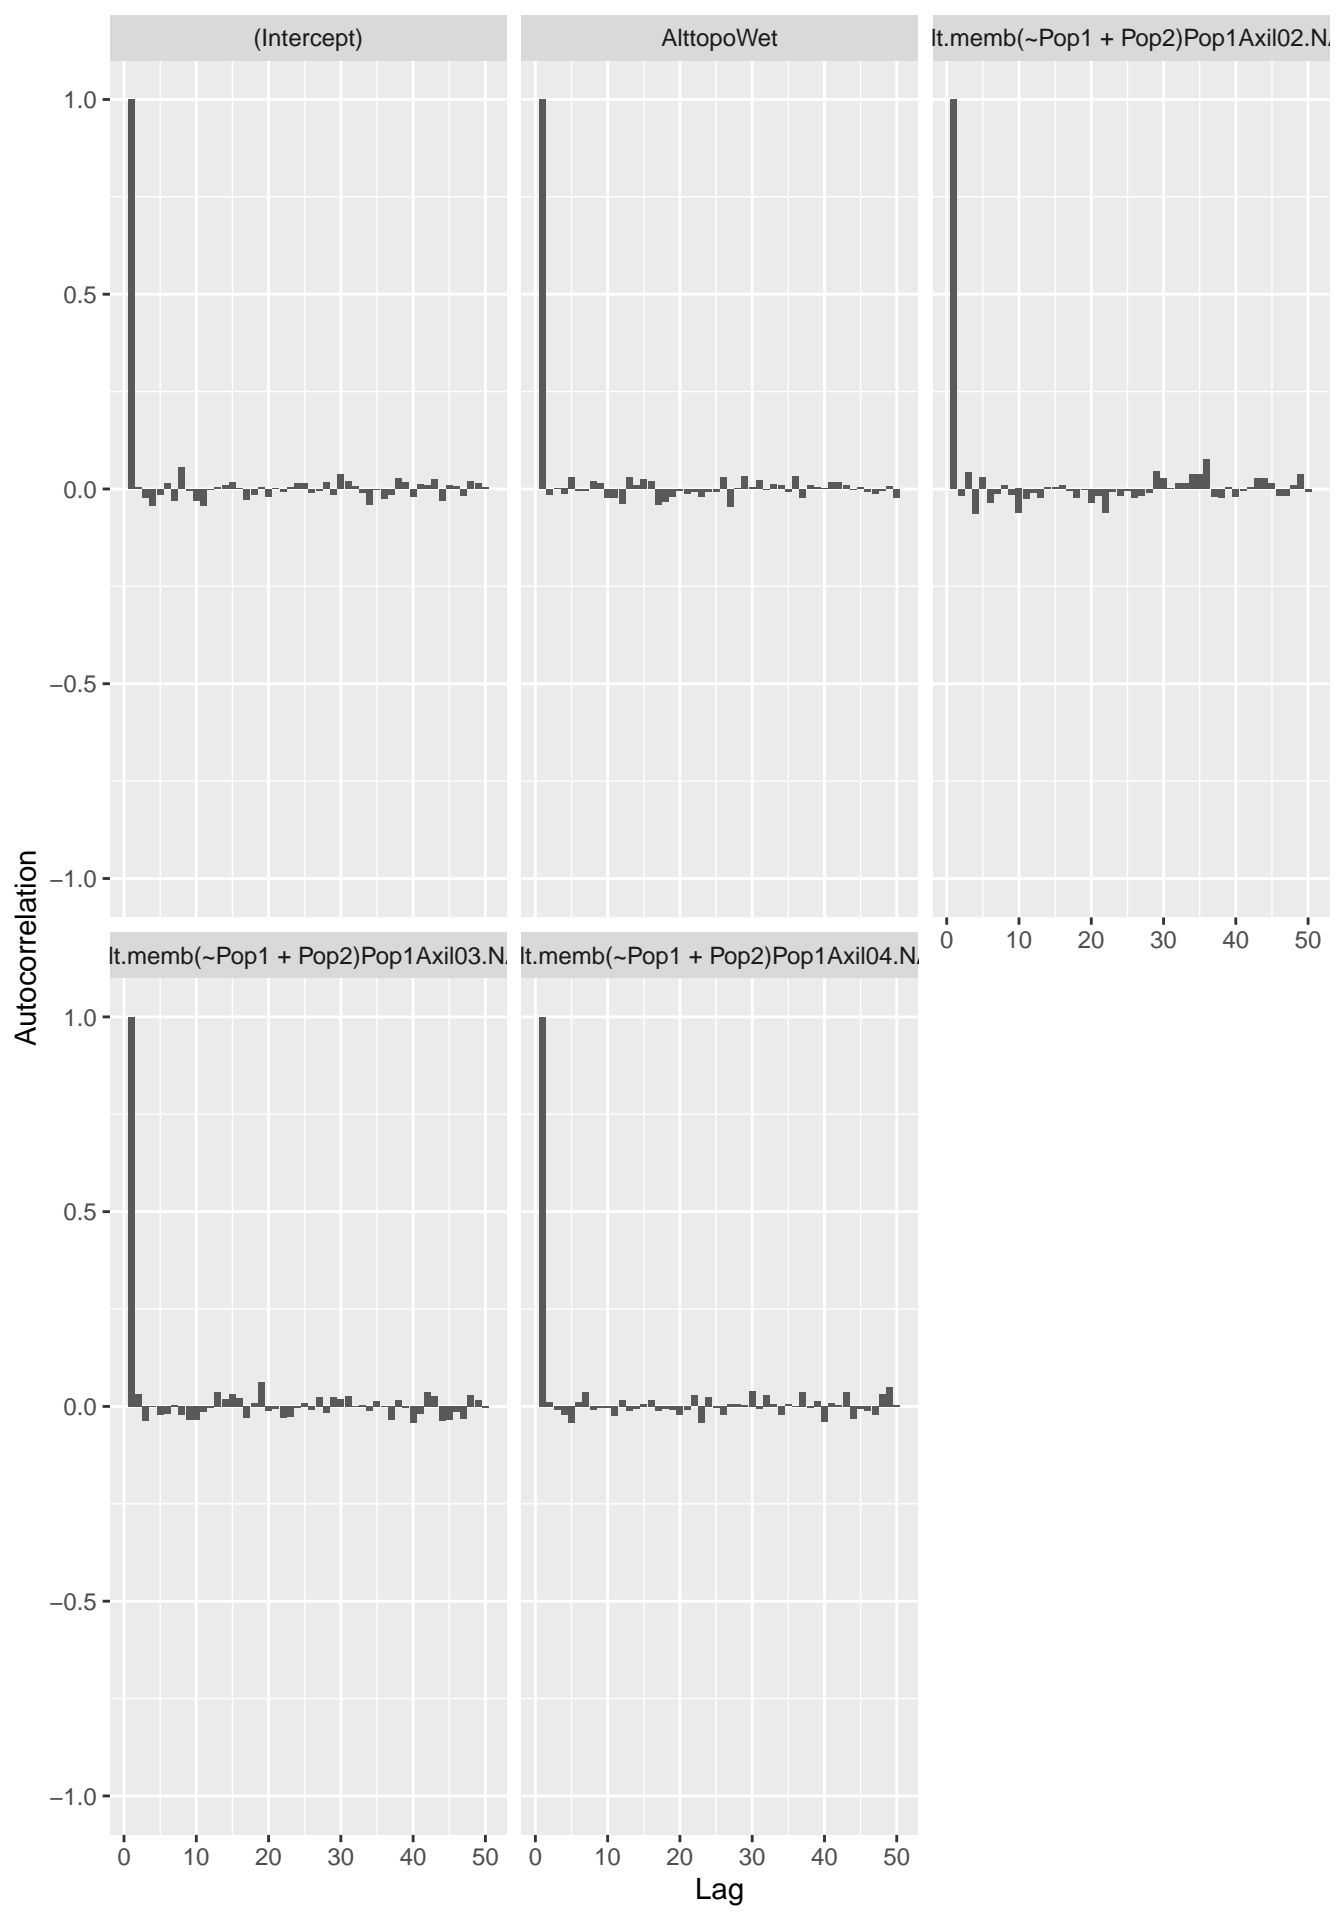 (Intercept)
AlttopoWet
lt.memb(~Pop1 + Pop2)Pop1Axil02.N
1.0
0.5
0.0
−0.5
−1.0
0 10 20 30 40 50
lt.memb(~Pop1 + Pop2)Pop1Axil03.N
lt.memb(~Pop1 + Pop2)Pop1Axil04.N
1.0
0.5
0.0
−0.5
−1.0
0 10 20 30 40 50
0 10 20 30 40 50
Autocorrelation
Lag